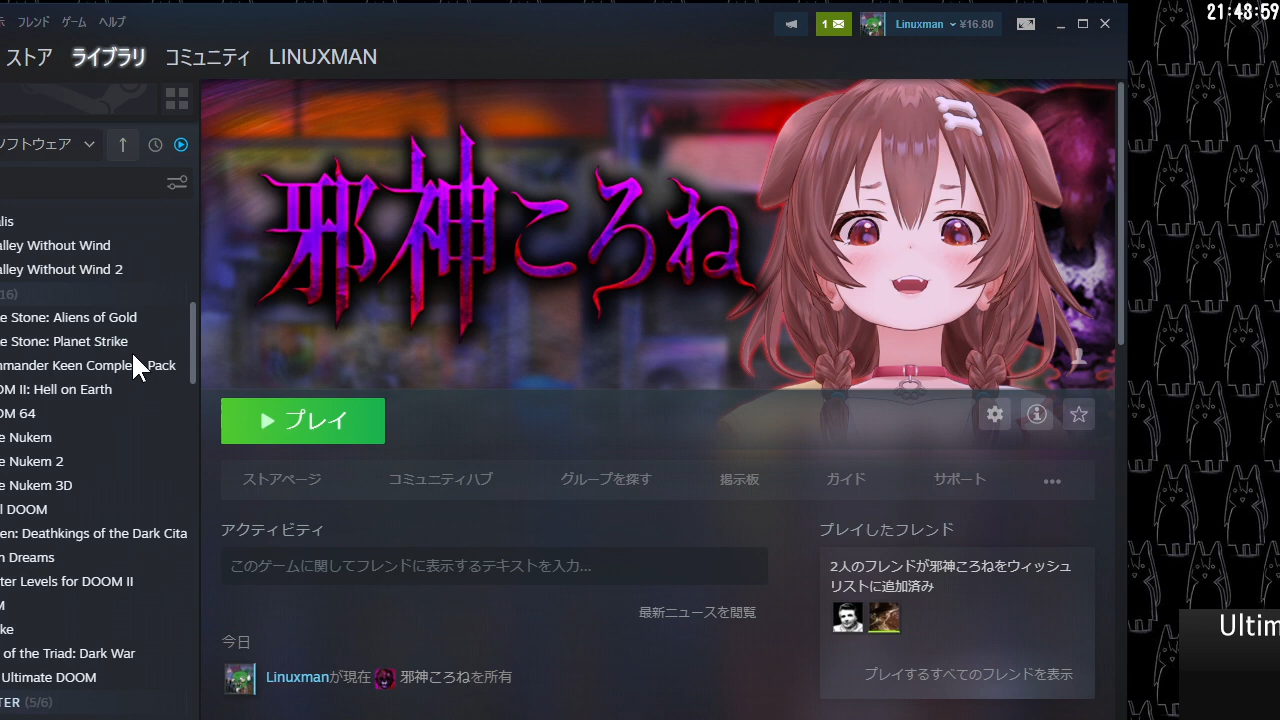 フレンド ゲーム ヘルプ
1
Linuxman ¥16.80
21:43:59
ストア ライブラリ コミュニティ LINUXMAN
ソフトウェア
邪神ころね
lis
alley Without Wind
alley Without Wind 2
16)
e Stone: Aliens of Gold
e Stone: Planet Strike
mmander Keen Comple Pack
OM II: Hell on Earth
OM 64
e Nukem
e Nukem 2
e Nukem 3D
l DOOM
en: Deathkings of the Dark Cita
n Dreams
ter Levels for DOOM II
M
ke
of the Triad: Dark War
Ultimate DOOM
TER (5/6)
プレイ
ストアページ コミュニティハブ グループを探す 掲示板 ガイド サポート •••
アクティビティ
このゲームに関してフレンドに表示するテキストを入力...
最新ニュースを閲覧
今日
Linuxmanが現在 邪神ころねを所有
プレイしたフレンド
2人のフレンドが邪神ころねをウィッシュ
リストに追加済み
プレイするすべてのフレンドを表示
Ultim